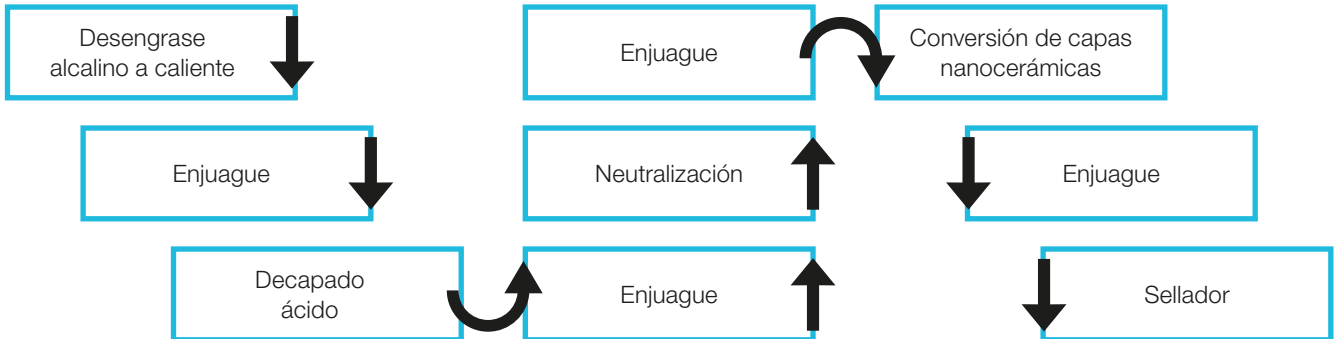 Desengrase
alcalino a caliente
Enjuague
Decapado
ácido
Enjuague
Neutralización
Enjuague
Conversión de capas
nanocerámicas
Enjuague
Sellador